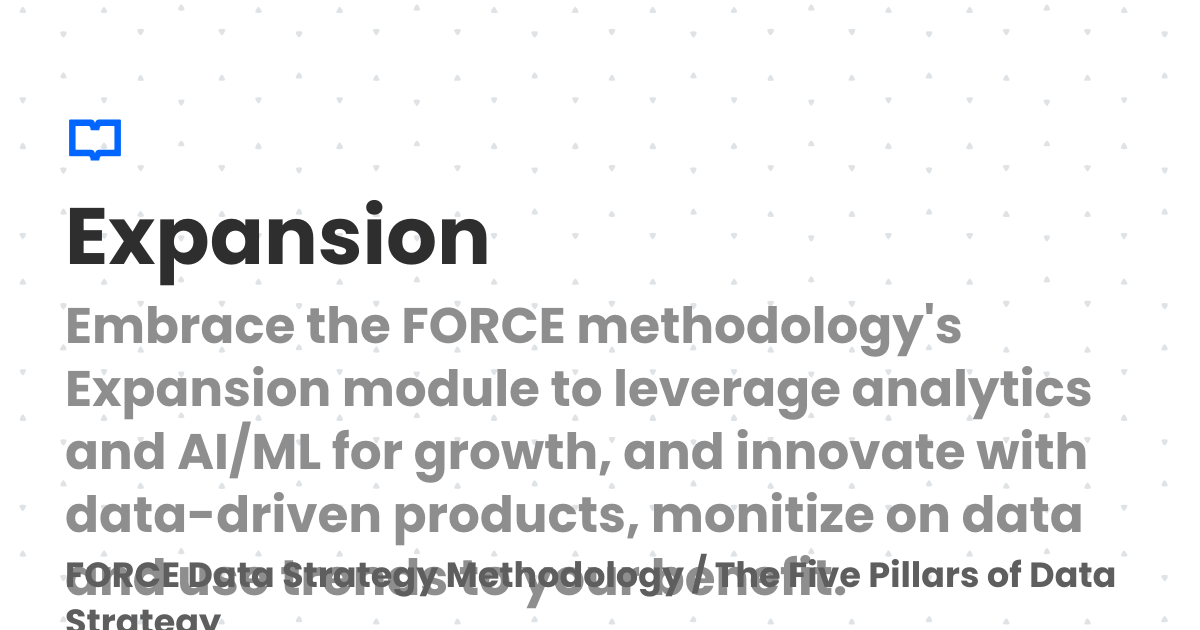 Expansion
Embrace the FORCE methodology's
Expansion module to leverage analytics
and AI/ML for growth, and innovate with
data-driven products, monitize on data
and use trends to your benefit.
FORCE Data Strategy Methodology / The Five Pillars of Data
Strategy